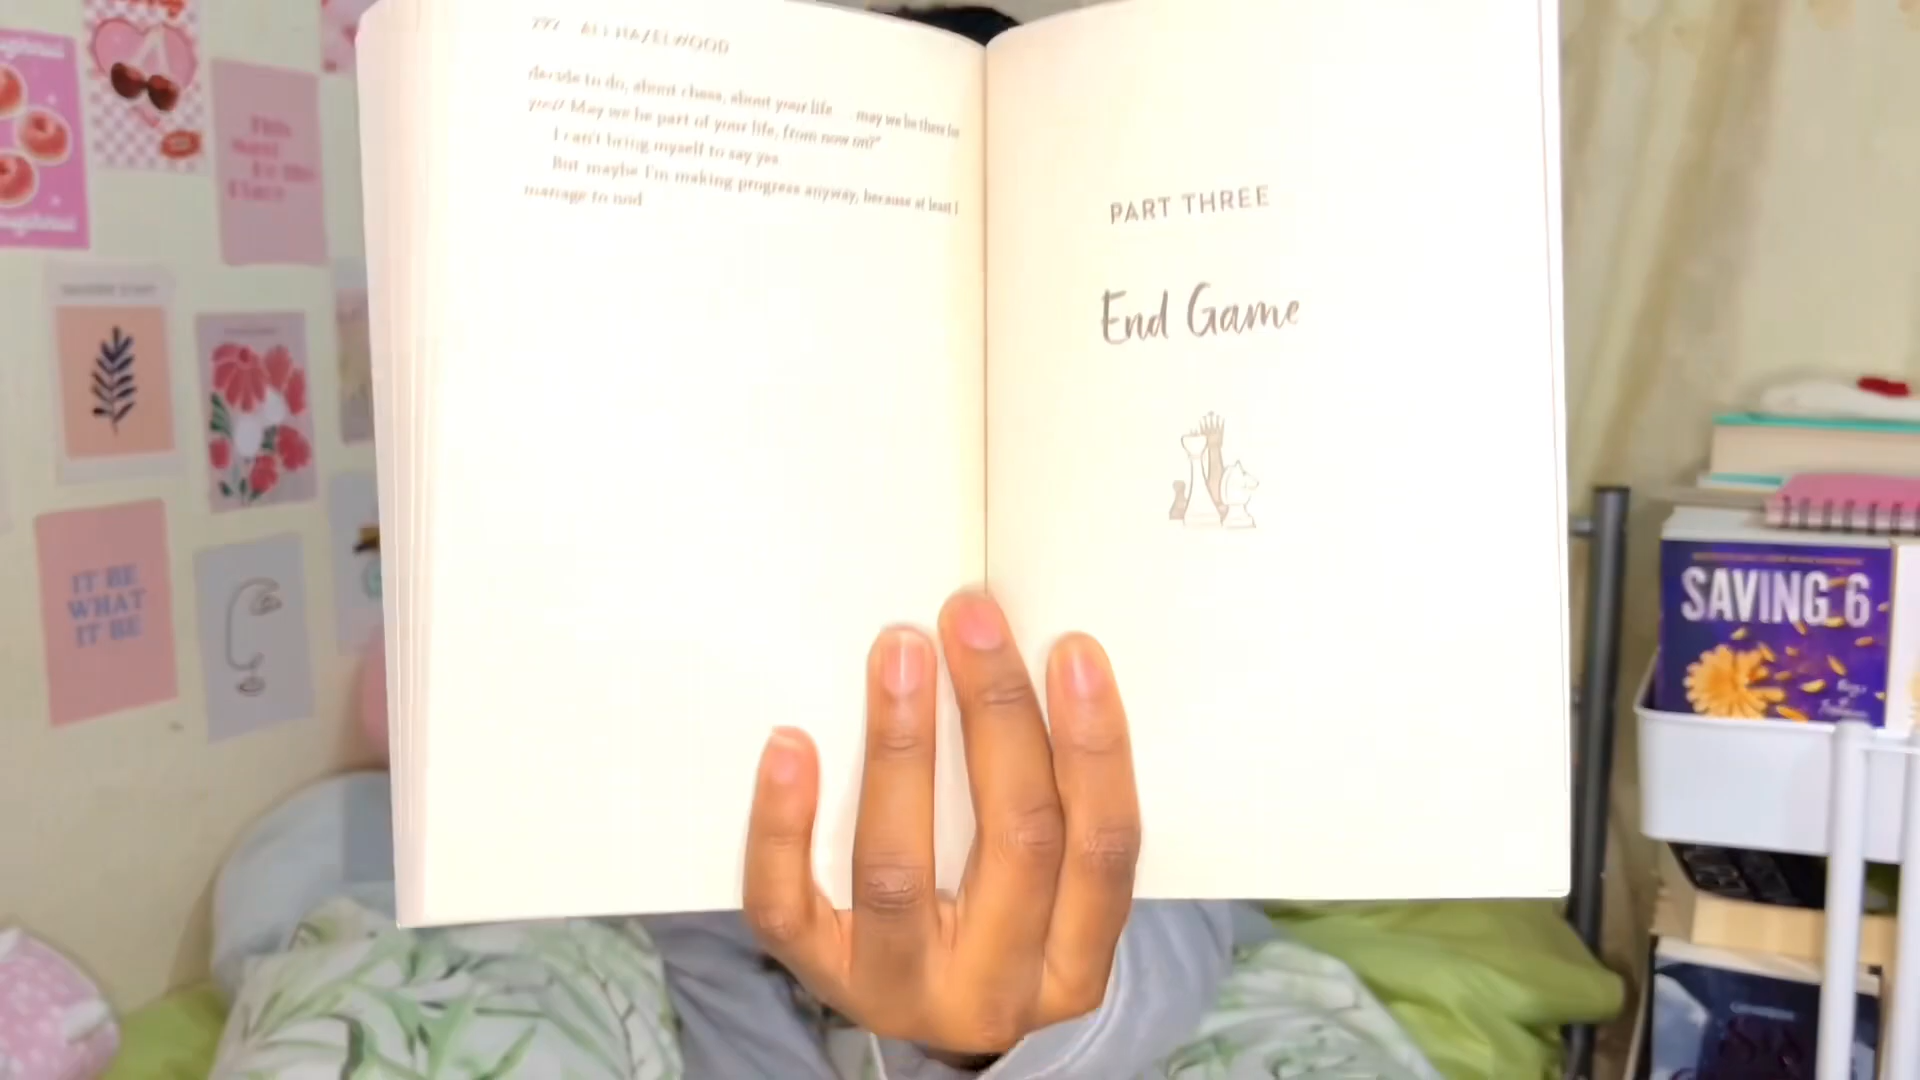 292 ALI HAZELWOOD
decide to do, about chess, about your life . . . may we be there for
you? May we be part of your life, from now on?"
I can't bring myself to say yes.
But maybe I'm making progress anyway, because at least I
manage to nod.
PART THREE
End Game
IT BE
WHAT
IT BE
SAVING 6